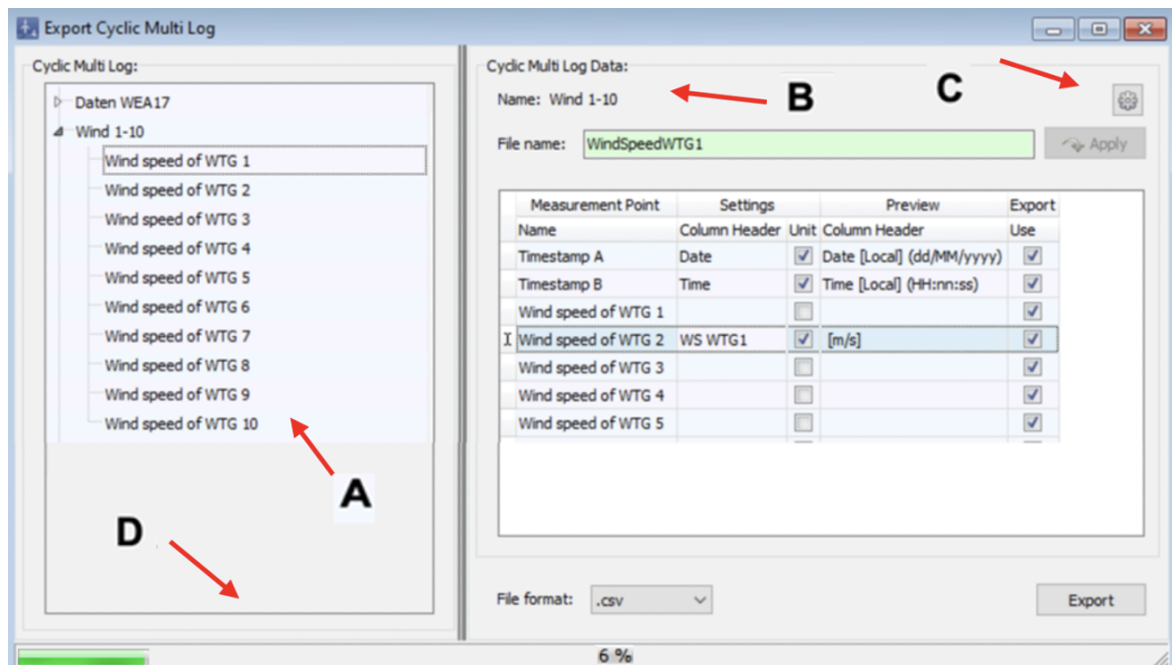 Export Cyclic Multi Log
Cyclic Multi Log:
Daten WEA17
Wind 1-10
Wind speed of WTG 1
Wind speed of WTG 2
Wind speed of WTG 3
Wind speed of WTG 4
Wind speed of WTG 5
Wind speed of WTG 6
Wind speed of WTG 7
Wind speed of WTG 8
Wind speed of WTG 9
Wind speed of WTG 10
A
D
Cyclic Multi Log Data:
Name: Wind 1-10
B
C
File name: WindSpeedWTG1 Apply
Measurement Point Settings Preview Export
Name Column Header Unit Column Header Use
Timestamp A Date Date [Local] (dd/MM/yyyy)
Timestamp B Time Time [Local] (HH:nn:ss)
Wind speed of WTG 1
Wind speed of WTG 2 WS WTG1 [m/s]
Wind speed of WTG 3
Wind speed of WTG 4
Wind speed of WTG 5
File format: .csv Export
6 %